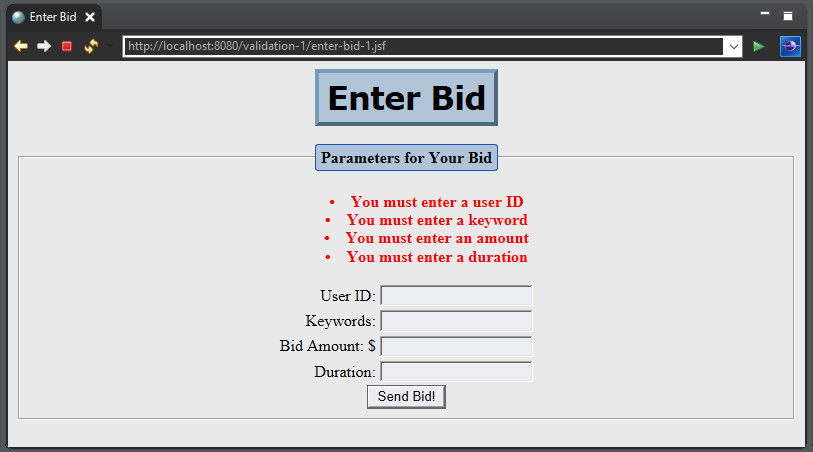 Enter Bid
http://localhost:8080/validation-1/enter-bid-1.jsf
Enter Bid
Parameters for Your Bid
• You must enter a user ID
• You must enter a keyword
• You must enter an amount
• You must enter a duration
User ID:
Keywords:
Bid Amount: $
Duration:
Send Bid!